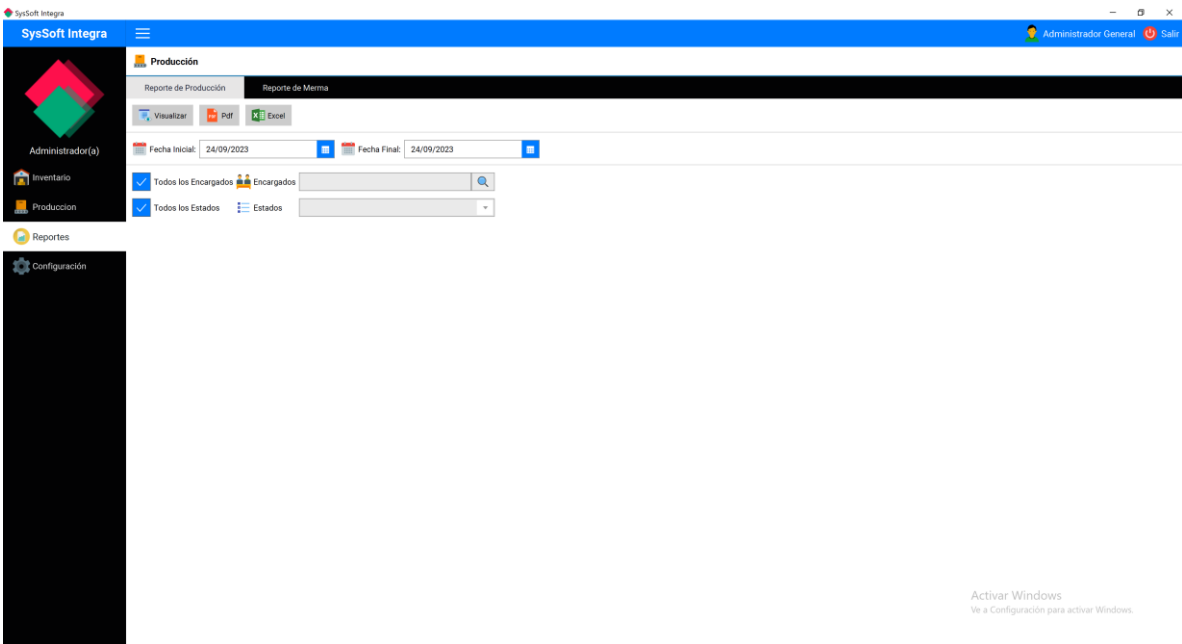 SysSoft Integra
SysSoft Integra
Administrador General
Salir
Administrador(a)
Inventario
Produccion
Reportes
Configuración
Producción
Reporte de Producción
Reporte de Merma
Visualizar
Pdf
Excel
Fecha Inicial: 24/09/2023
Fecha Final: 24/09/2023
Todos los Encargados
Encargados
Todos los Estados
Estados
Activar Windows
Ve a Configuración para activar Windows.